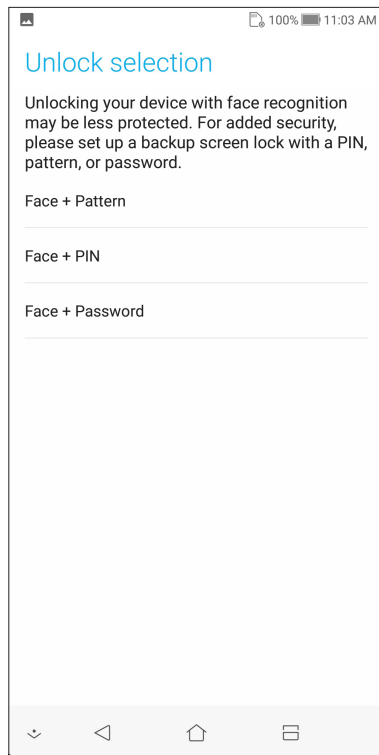 100% 11:03 AM
Unlock selection
Unlocking your device with face recognition
may be less protected. For added security,
please set up a backup screen lock with a PIN,
pattern, or password.
Face + Pattern
Face + PIN
Face + Password